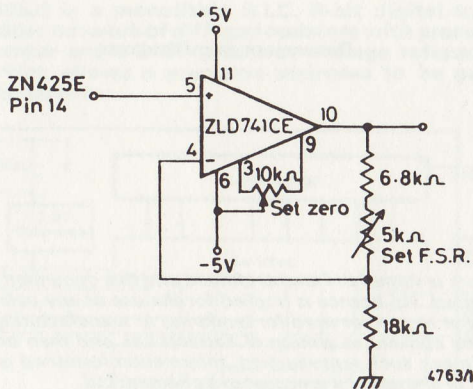 +5V
ZN425E
Pin 14
5
11
+
ZLD741CE
10
4
−
6
3
9
10kΩ
Set zero
−5V
6.8kΩ
5kΩ
Set F.S.R.
18kΩ
4763/1